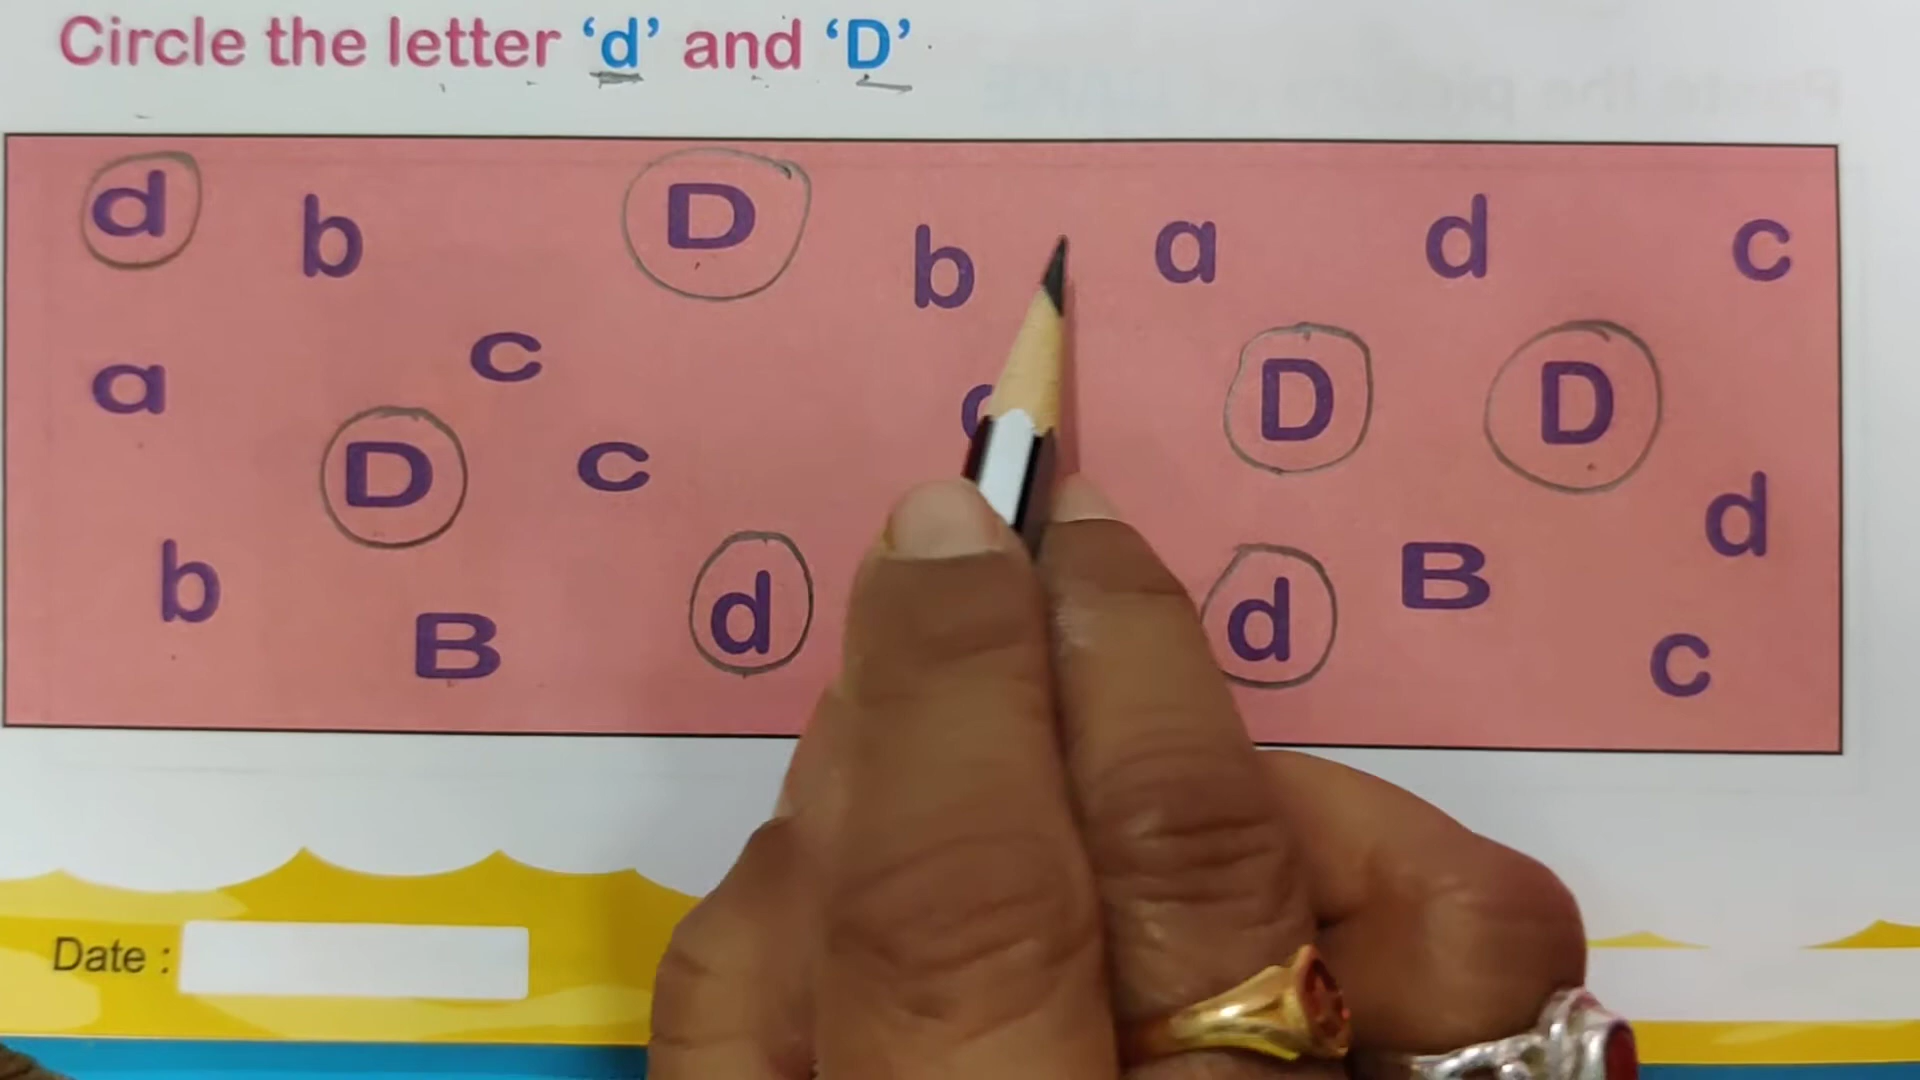 Circle the letter ‘d’ and ‘D’
d b D b a d c
a c D D
D c d
b B d d B c
Date :